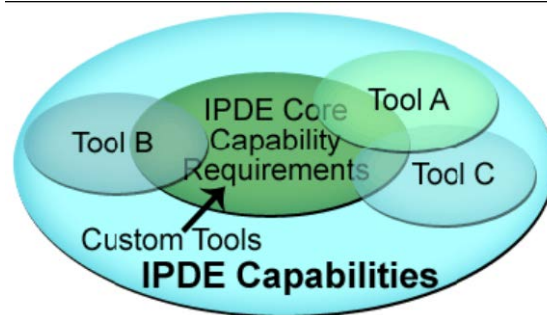 IPDE Core
Capability
Requirements
Tool A
Tool B
Tool C
Custom Tools
IPDE Capabilities